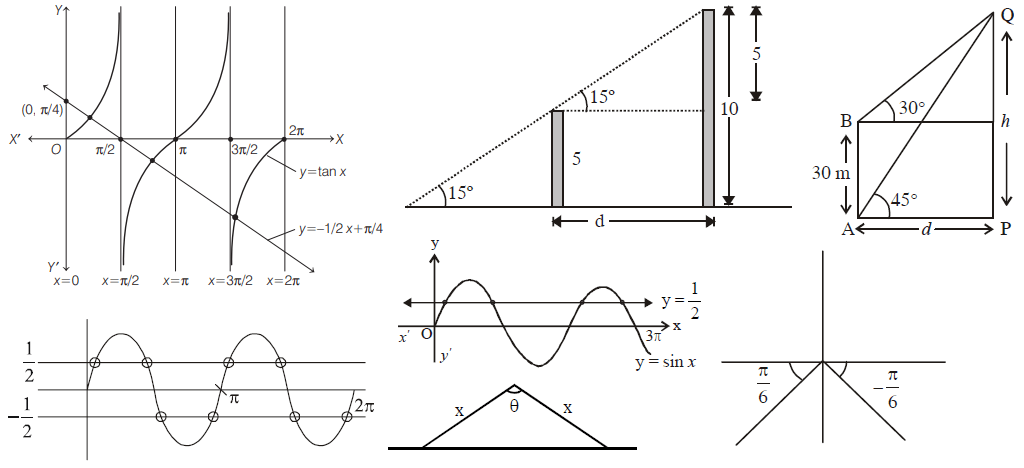 Y
(0, π/4)
X′ O π/2 π 3π/2 2π X
y=tan x
y=–1/2 x+π/4
Y′
x=0 x=π/2 x=π x=3π/2 x=2π
15°
15°
5
10
5
d
Q
B 30° h
30 m
45°
A d P
y
y = 1/2
x′ O 3π x
y′ y = sin x
1/2
π
–1/2 2π
θ
x x
π/6 –π/6